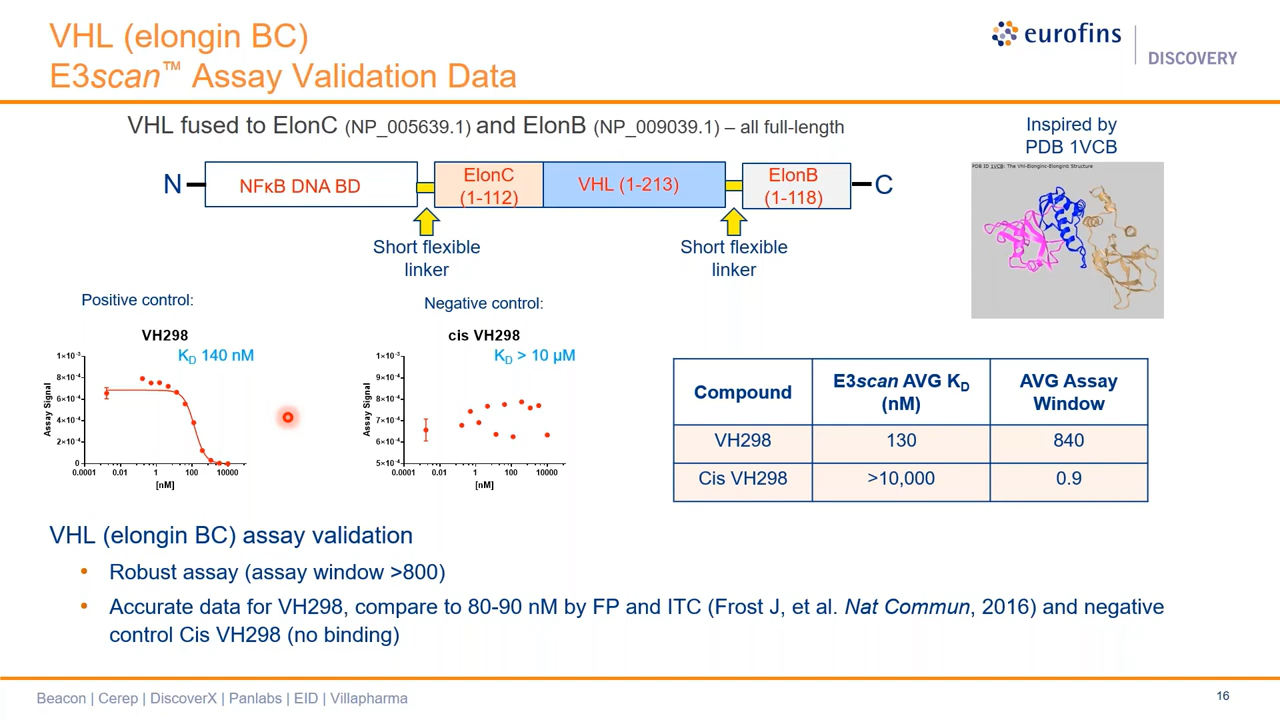 VHL (elongin BC)
E3scan™ Assay Validation Data
eurofins
DISCOVERY
VHL fused to ElonC (NP_005639.1) and ElonB (NP_009039.1) – all full-length
N
NFκB DNA BD
ElonC
(1-112)
VHL (1-213)
ElonB
(1-118)
C
Short flexible
linker
Short flexible
linker
Inspired by
PDB 1VCB
PDB ID 1VCB: The Vhl-Elonginc-Elonginb Structure
Positive control:
VH298
KD 140 nM
1×10-3
8×10-4
6×10-4
4×10-4
2×10-4
0
Assay Signal
0.0001 0.01 1 100 10000
[nM]
Negative control:
cis VH298
KD > 10 µM
1×10-3
9×10-4
8×10-4
7×10-4
6×10-4
5×10-4
Assay Signal
0.0001 0.01 1 100 10000
[nM]
Compound E3scan AVG KD (nM) AVG Assay Window
VH298 130 840
Cis VH298 >10,000 0.9
VHL (elongin BC) assay validation
• Robust assay (assay window >800)
• Accurate data for VH298, compare to 80-90 nM by FP and ITC (Frost J, et al. Nat Commun, 2016) and negative
control Cis VH298 (no binding)
Beacon | Cerep | DiscoverX | Panlabs | EID | Villapharma
16